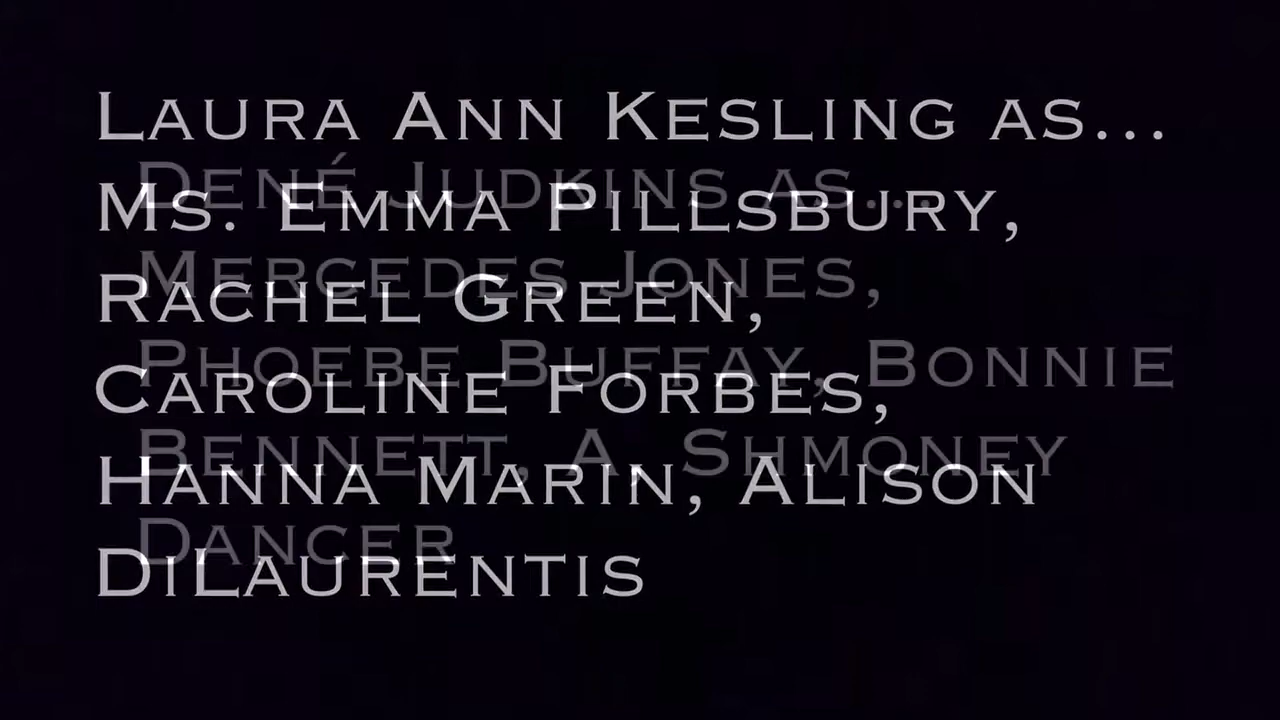 Laura Ann Kesling as...
Ms. Emma Pillsbury,
Rachel Green,
Caroline Forbes,
Hanna Marin, Alison
DiLaurentis
Dené Judkins as...
Mercedes Jones,
Phoebe Buffay, Bonnie
Bennett, A, Shmoney
Dancer